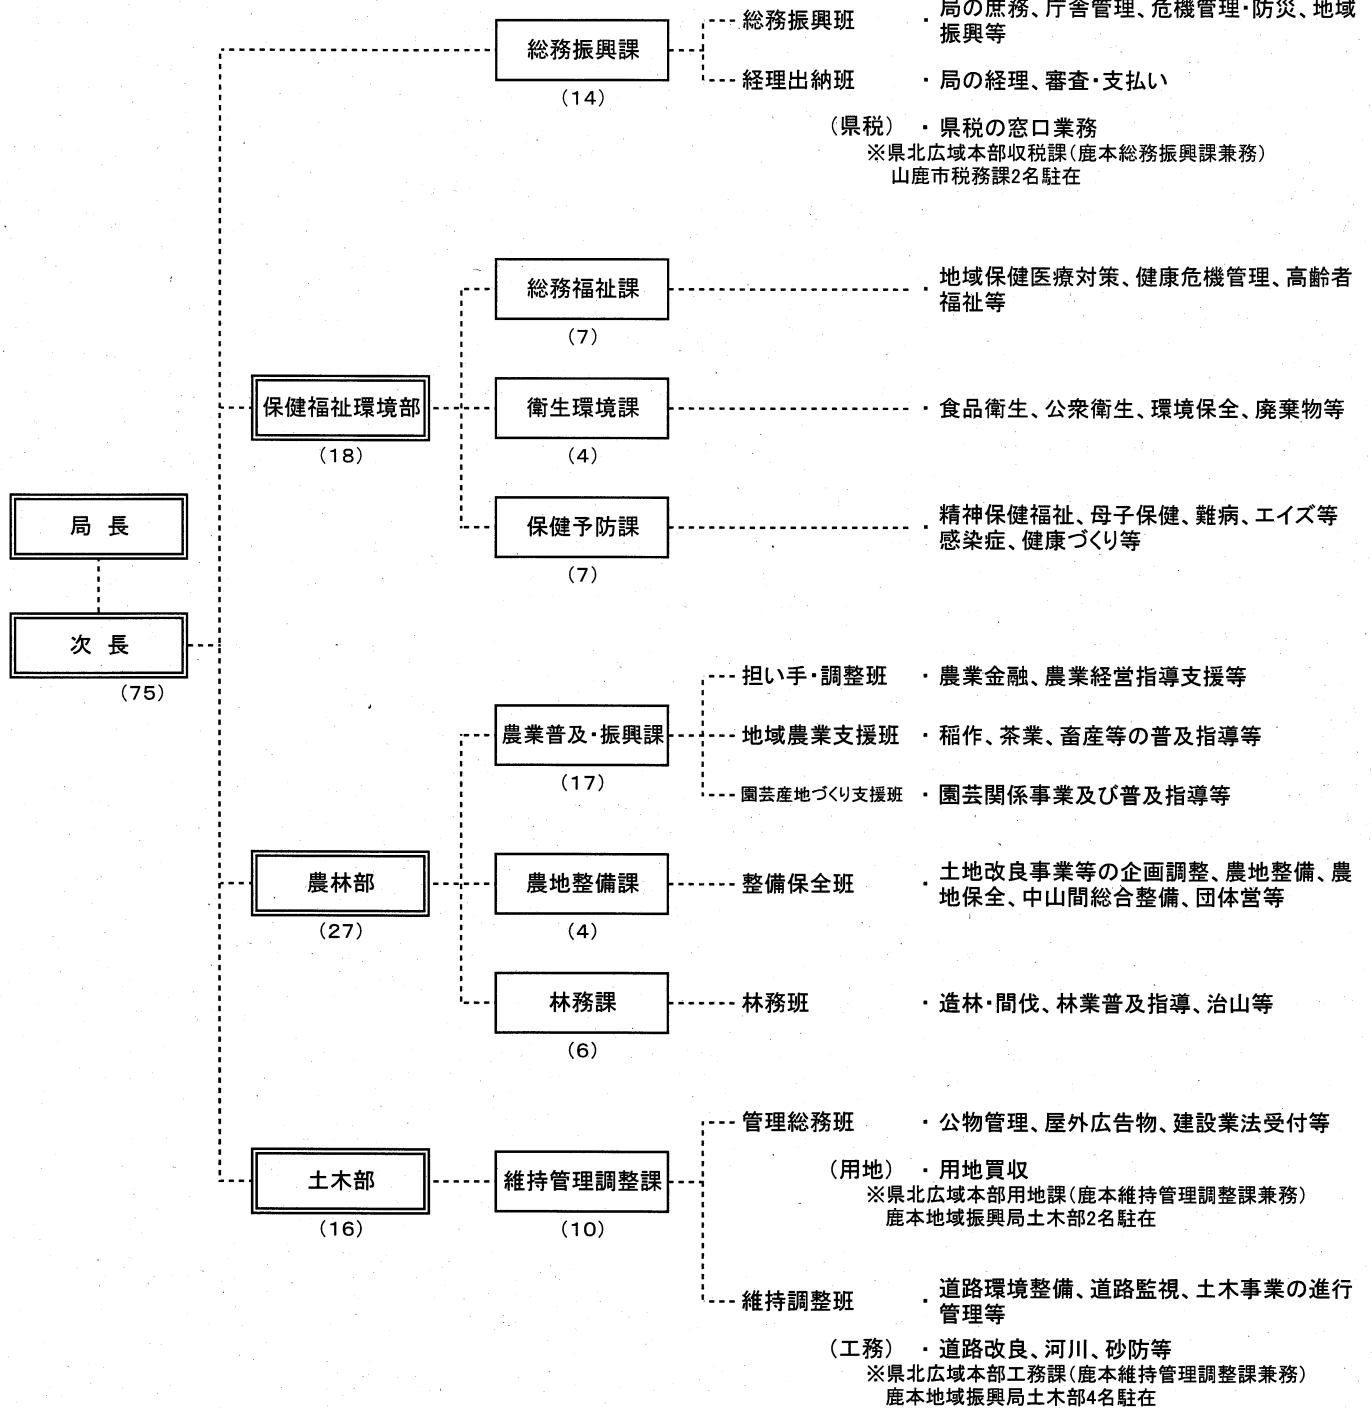 局の庶務、庁舎管理、危機管理・防災、地域
総務振興班
・
振興等
総務振興課
経理出納班
・局の経理、審査・支払い
（14）
（県税）
・県税の窓口業務
※県北広域本部収税課（鹿本総務振興課兼務）
山鹿市税務課2名駐在
総務福祉課
・
地域保健医療対策、健康危機管理、高齢者
福祉等
（7）
保健福祉環境部
衛生環境課
・食品衛生、公衆衛生、環境保全、廃棄物等
（18）
（4）
局 長
保健予防課
・
精神保健福祉、母子保健、難病、エイズ等
感染症、健康づくり等
（7）
次 長
（75）
担い手・調整班
・農業金融、農業経営指導支援等
農業普及・振興課
地域農業支援班
・稲作、茶業、畜産等の普及指導等
（17）
園芸産地づくり支援班
・園芸関係事業及び普及指導等
農林部
農地整備課
整備保全班
・
土地改良事業等の企画調整、農地整備、農
地保全、中山間総合整備、団体営等
（27）
（4）
林務課
林務班
・造林・間伐、林業普及指導、治山等
（6）
管理総務班
・公物管理、屋外広告物、建設業法受付等
土木部
維持管理調整課
（用地）
・用地買収
※県北広域本部用地課（鹿本維持管理調整課兼務）
鹿本地域振興局土木部2名駐在
（16）
（10）
維持調整班
・
道路環境整備、道路監視、土木事業の進行
管理等
（工務）
・道路改良、河川、砂防等
※県北広域本部工務課（鹿本維持管理調整課兼務）
鹿本地域振興局土木部4名駐在